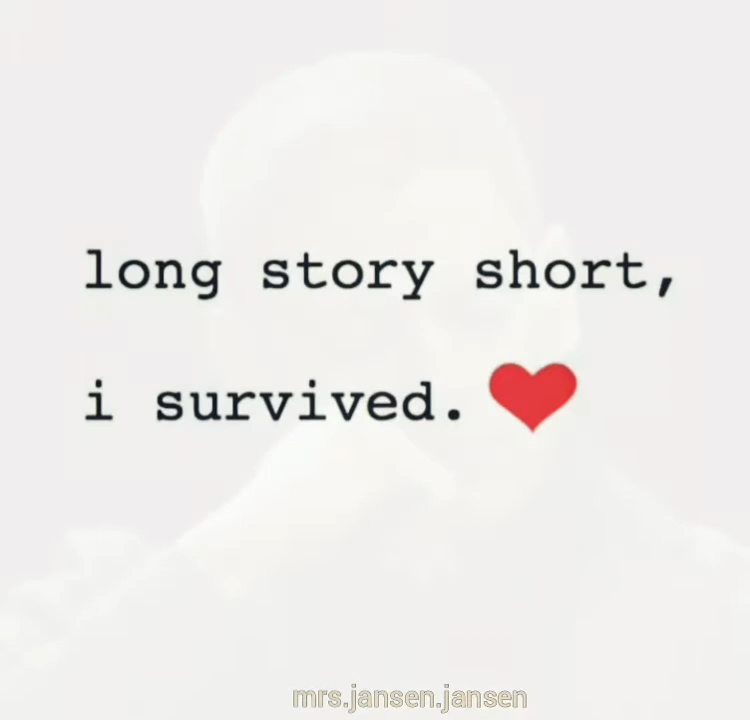 long story short,
i survived. ❤
mrs.jansen.jansen